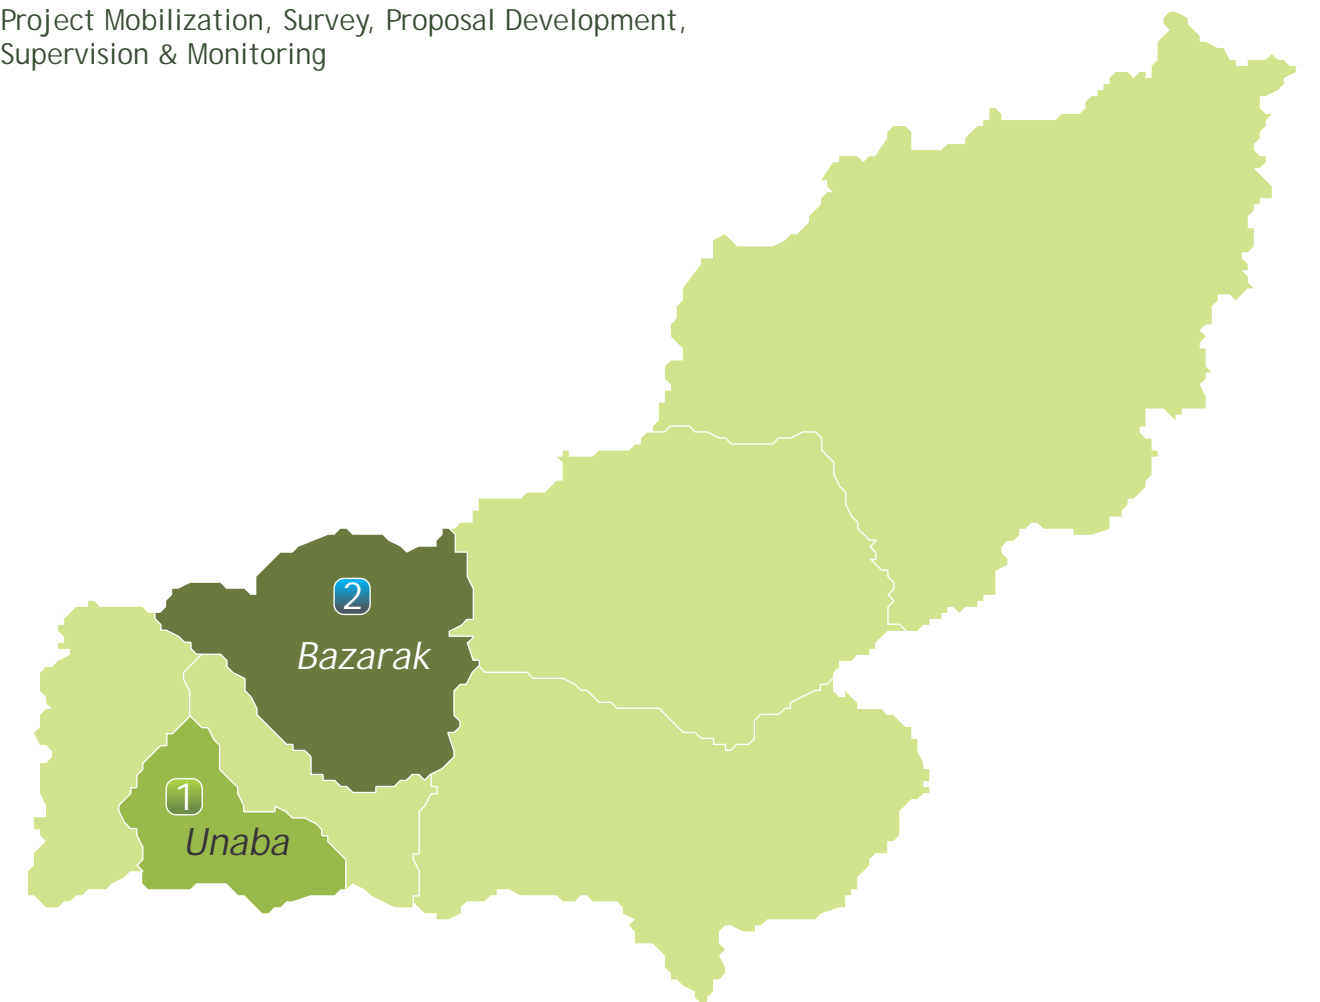 Project Mobilization, Survey, Proposal Development,
Supervision & Monitoring
2
Bazarak
1
Unaba